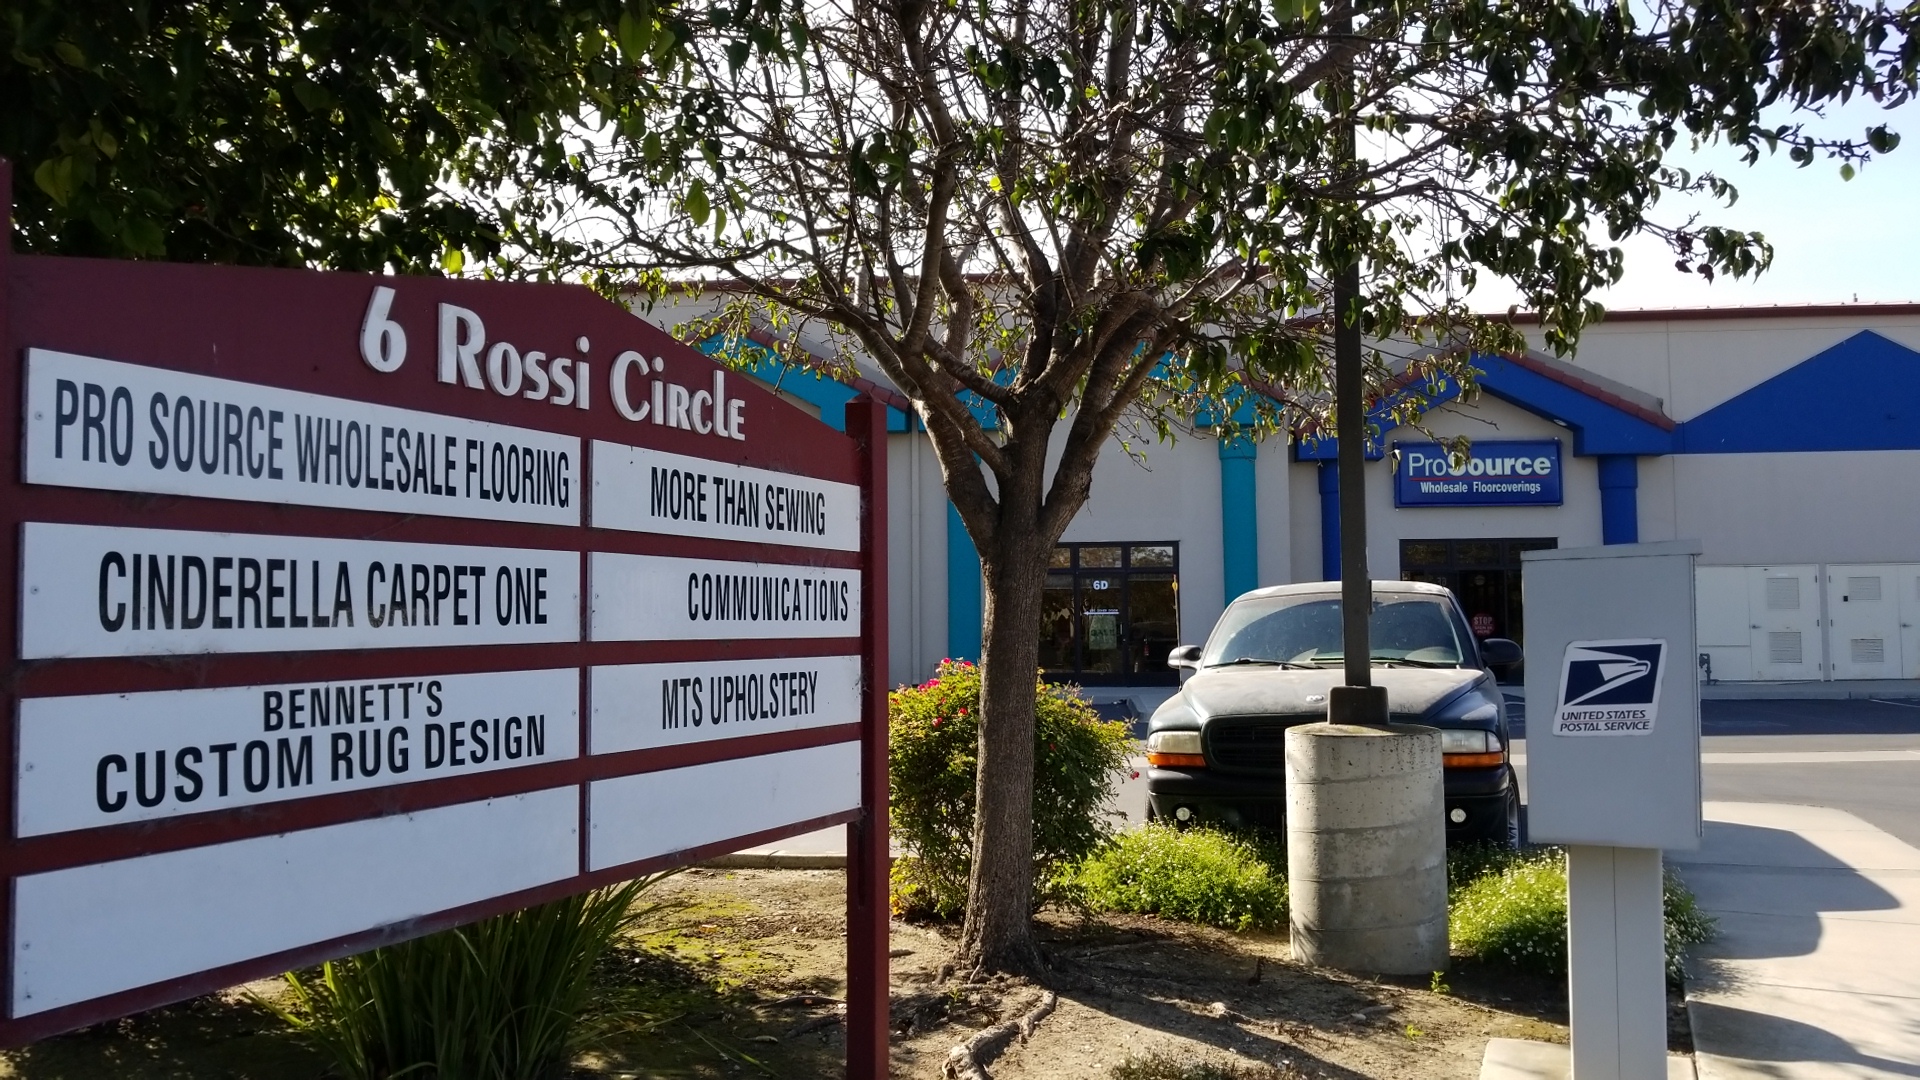 6 Rossi Circle
PRO SOURCE WHOLESALE FLOORING
CINDERELLA CARPET ONE
BENNETT'S
CUSTOM RUG DESIGN
MORE THAN SEWING
COMMUNICATIONS
MTS UPHOLSTERY
ProSource
Wholesale Floorcoverings
6D
STOP
UNITED STATES
POSTAL SERVICE